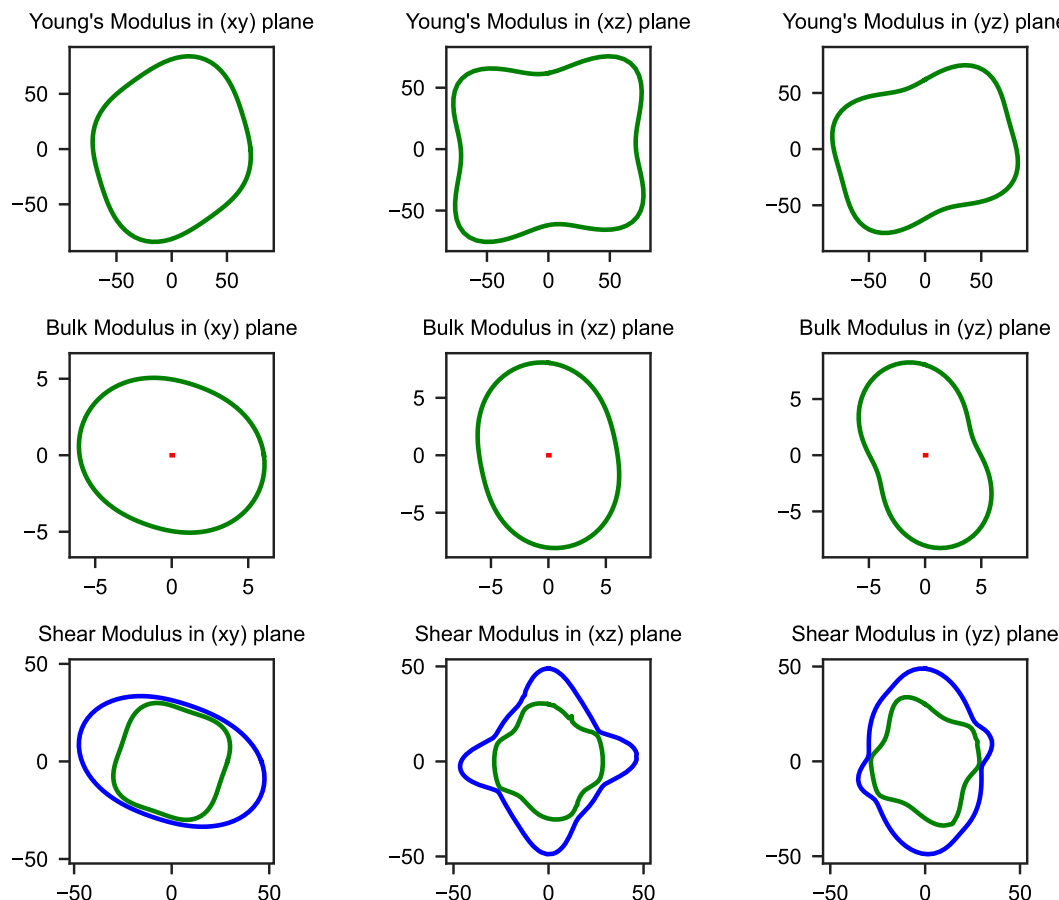 Young's Modulus in (xy) plane
Young's Modulus in (xz) plane
Young's Modulus in (yz) plane
50
0
−50
−50 0 50
50
0
−50
−50 0 50
50
0
−50
−50 0 50
Bulk Modulus in (xy) plane
Bulk Modulus in (xz) plane
Bulk Modulus in (yz) plane
5
0
−5
−5 0 5
5
0
−5
−5 0 5
5
0
−5
−5 0 5
Shear Modulus in (xy) plane
Shear Modulus in (xz) plane
Shear Modulus in (yz) plane
50
0
−50
−50 0 50
50
0
−50
−50 0 50
50
0
−50
−50 0 50